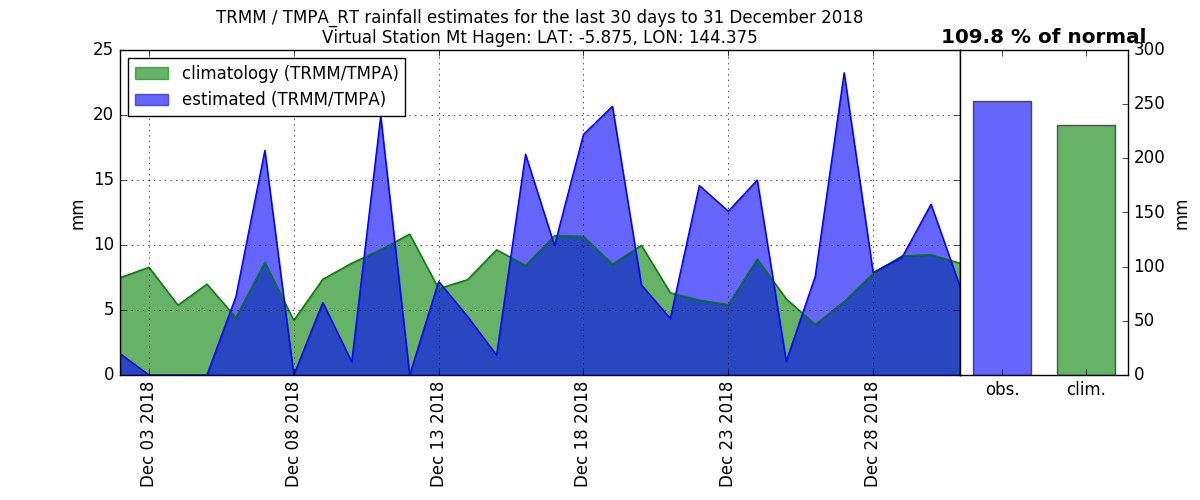 TRMM / TMPA_RT rainfall estimates for the last 30 days to 31 December 2018
Virtual Station Mt Hagen: LAT: -5.875, LON: 144.375
109.8 % of normal
climatology (TRMM/TMPA)
estimated (TRMM/TMPA)
25
20
15
10
5
0
mm
Dec 03 2018
Dec 08 2018
Dec 13 2018
Dec 18 2018
Dec 23 2018
Dec 28 2018
300
250
200
150
100
50
0
mm
obs.
clim.